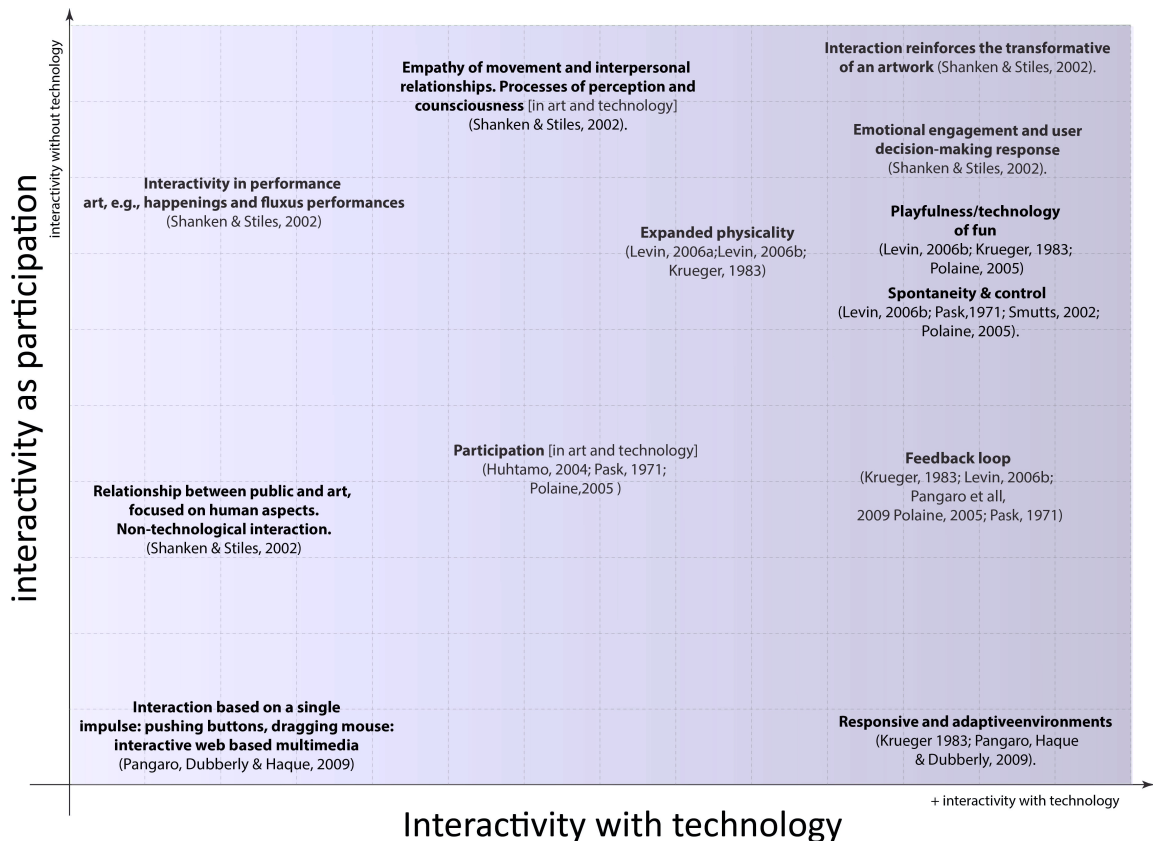 interactivity as participation
interactivity without technology
Interaction reinforces the transformative
of an artwork (Shanken & Stiles, 2002).
Empathy of movement and interpersonal
relationships. Processes of perception and
counsciousness [in art and technology]
(Shanken & Stiles, 2002).
Emotional engagement and user
decision-making response
(Shanken & Stiles, 2002).
Interactivity in performance
art, e.g., happenings and fluxus performances
(Shanken & Stiles, 2002)
Expanded physicality
(Levin, 2006a;Levin, 2006b;
Krueger, 1983)
Playfulness/technology
of fun
(Levin, 2006b; Krueger, 1983;
Polaine, 2005)
Spontaneity & control
(Levin, 2006b; Pask,1971; Smutts, 2002;
Polaine, 2005).
Participation [in art and technology]
(Huhtamo, 2004; Pask, 1971;
Polaine,2005 )
Feedback loop
(Krueger, 1983; Levin, 2006b;
Pangaro et all,
2009 Polaine, 2005; Pask, 1971)
Relationship between public and art,
focused on human aspects.
Non-technological interaction.
(Shanken & Stiles, 2002)
Interaction based on a single
impulse: pushing buttons, dragging mouse:
interactive web based multimedia
(Pangaro, Dubberly & Haque, 2009)
Responsive and adaptiveenvironments
(Krueger 1983; Pangaro, Haque
& Dubberly, 2009).
+ interactivity with technology
Interactivity with technology